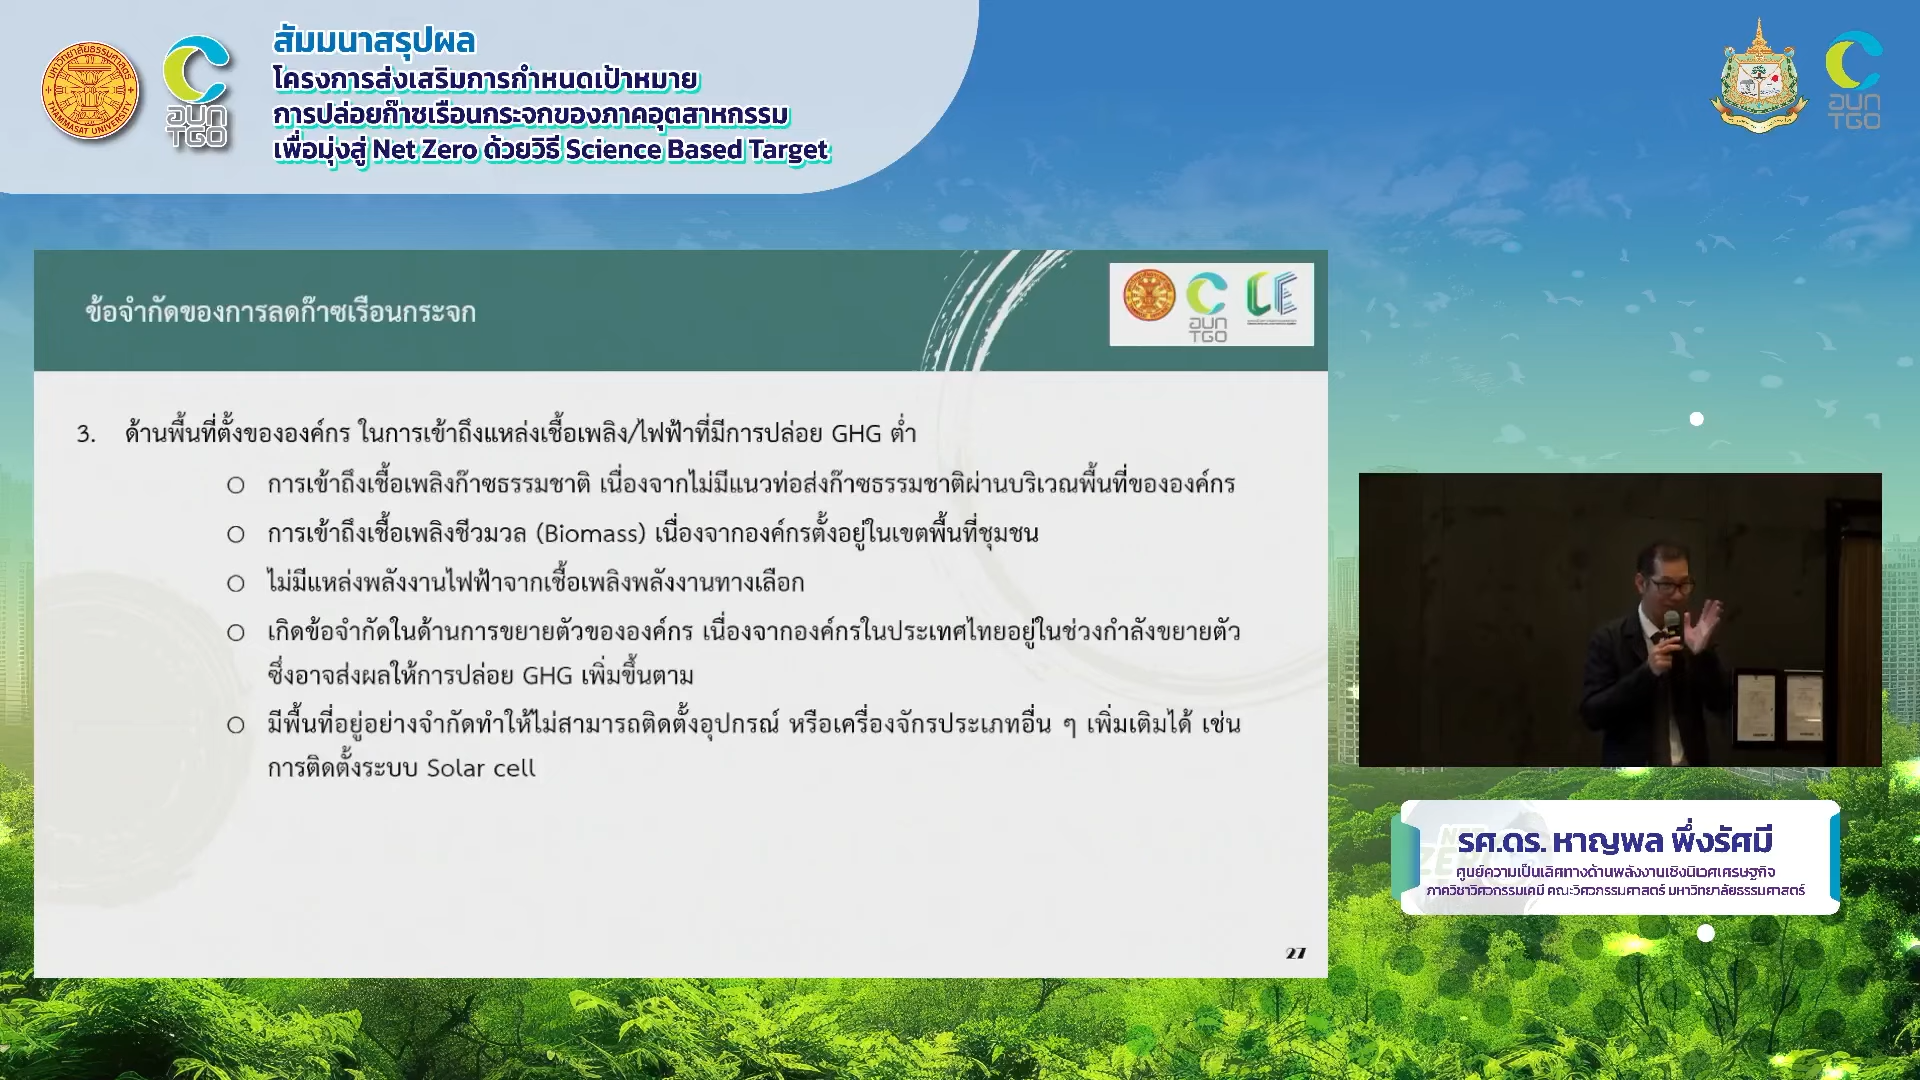 สัมมนาสรุปผล
โครงการส่งเสริมการกำหนดเป้าหมาย
การปล่อยก๊าซเรือนกระจกของภาคอุตสาหกรรม
เพื่อมุ่งสู่ Net Zero ด้วยวิธี Science Based Target
มหาวิทยาลัยธรรมศาสตร์
THAMMASAT UNIVERSITY
อบก
TGO
อบก
TGO
ข้อจำกัดของการลดก๊าซเรือนกระจก
อบก
TGO
3. ด้านพื้นที่ตั้งขององค์กร ในการเข้าถึงแหล่งเชื้อเพลิง/ไฟฟ้าที่มีการปล่อย GHG ต่ำ
การเข้าถึงเชื้อเพลิงก๊าซธรรมชาติ เนื่องจากไม่มีแนวท่อส่งก๊าซธรรมชาติผ่านบริเวณพื้นที่ขององค์กร
การเข้าถึงเชื้อเพลิงชีวมวล (Biomass) เนื่องจากองค์กรตั้งอยู่ในเขตพื้นที่ชุมชน
ไม่มีแหล่งพลังงานไฟฟ้าจากเชื้อเพลิงพลังงานทางเลือก
เกิดข้อจำกัดในด้านการขยายตัวขององค์กร เนื่องจากองค์กรในประเทศไทยอยู่ในช่วงกำลังขยายตัว
ซึ่งอาจส่งผลให้การปล่อย GHG เพิ่มขึ้นตาม
มีพื้นที่อยู่อย่างจำกัดทำให้ไม่สามารถติดตั้งอุปกรณ์ หรือเครื่องจักรประเภทอื่น ๆ เพิ่มเติมได้ เช่น
การติดตั้งระบบ Solar cell
27
รศ.ดร. หาญพล พึ่งรัศมี
ศูนย์ความเป็นเลิศทางด้านพลังงานเชิงนิเวศเศรษฐกิจ
ภาควิชาวิศวกรรมเคมี คณะวิศวกรรมศาสตร์ มหาวิทยาลัยธรรมศาสตร์